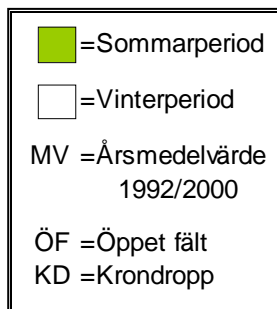 =Sommarperiod
=Vinterperiod
MV =Årsmedelvärde
1992/2000
ÖF =Öppet fält
KD =Krondropp